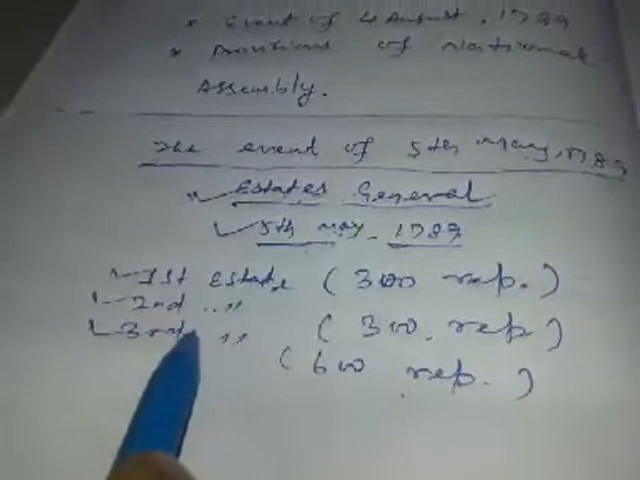 * Event of 4 August, 1789
* Provisions of National
Assembly.
The event of 5th May, 1789
" Estates General
5th may - 1789
1st Estate ( 300 rep. )
2nd .. " ( 300. rep )
3rd " ( 600 rep. )